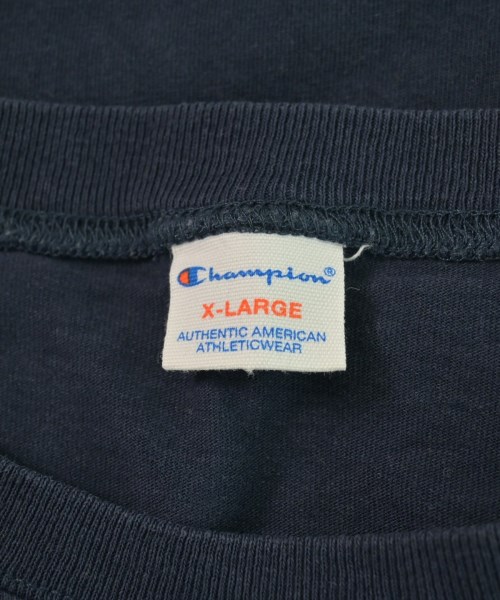 Champion®
X-LARGE
AUTHENTIC AMERICAN
ATHLETICWEAR